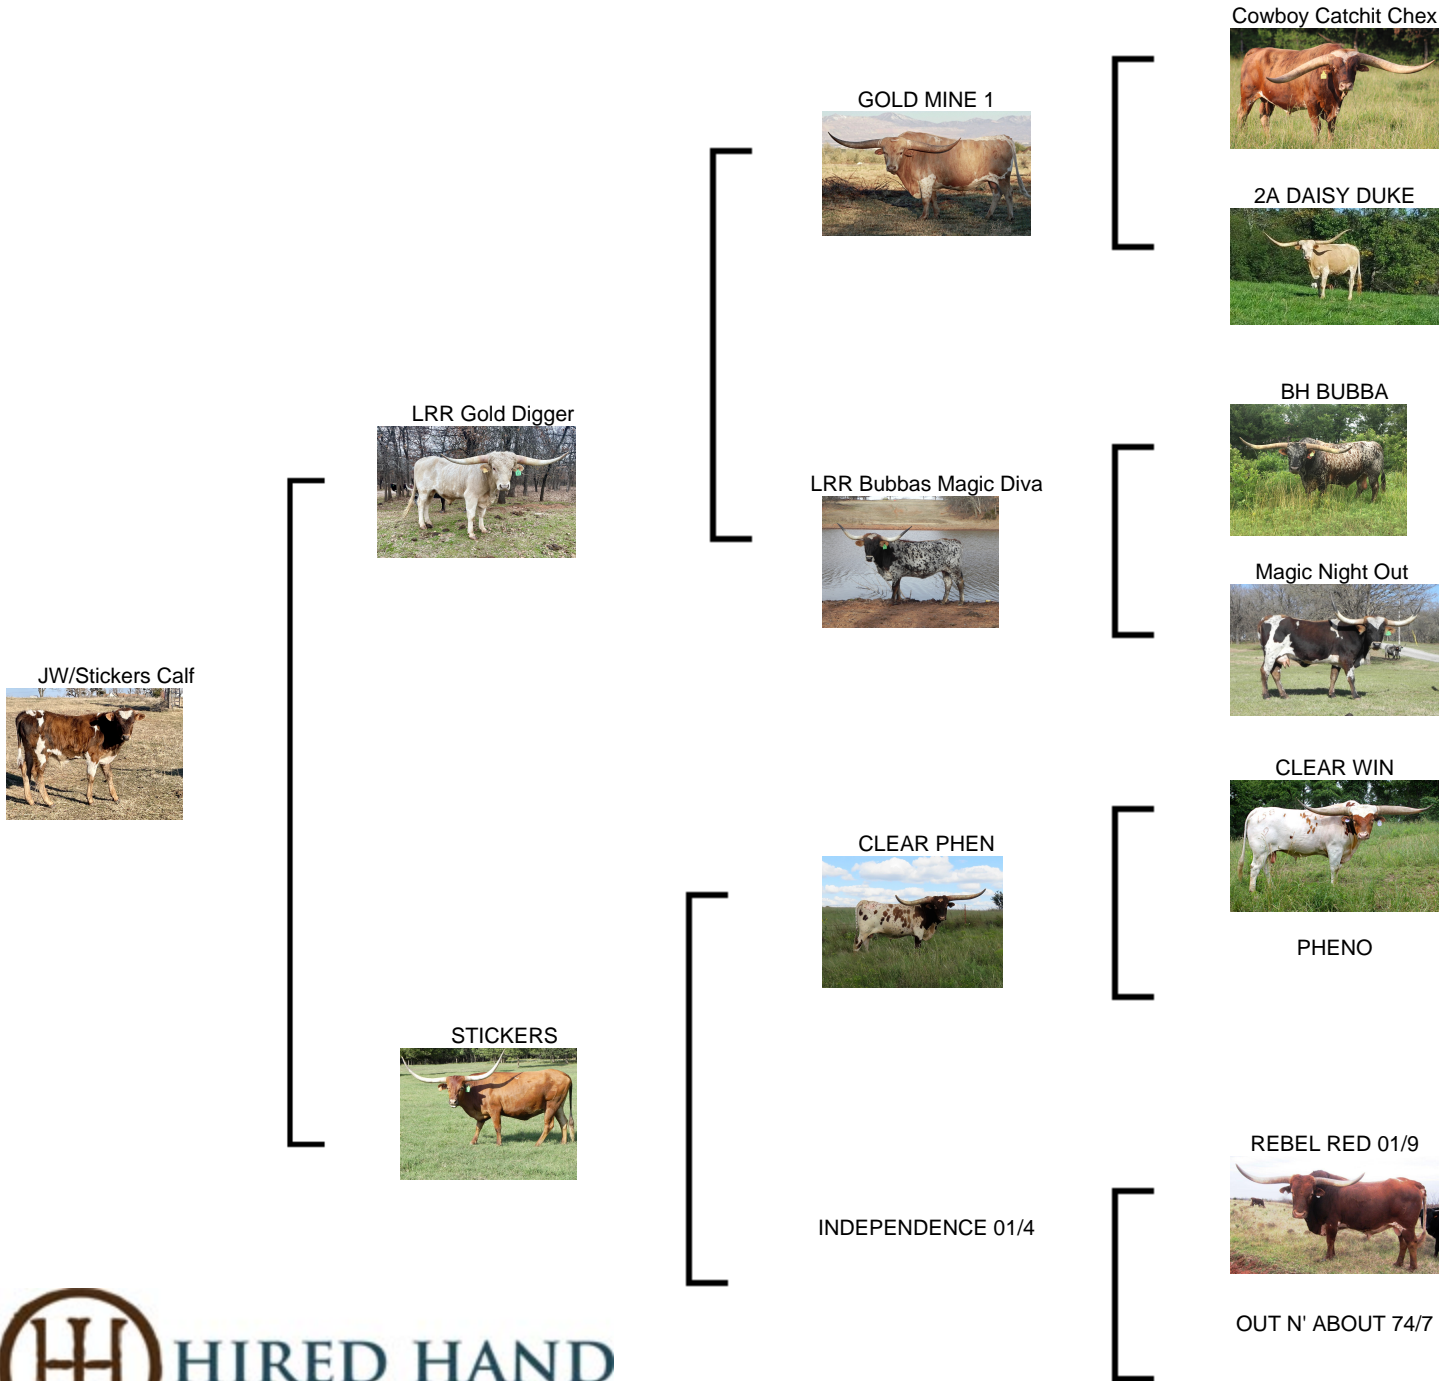 Cowboy Catchit Chex
GOLD MINE 1
2A DAISY DUKE
BH BUBBA
LRR Gold Digger
LRR Bubbas Magic Diva
Magic Night Out
JW/Stickers Calf
CLEAR WIN
CLEAR PHEN
PHENO
STICKERS
REBEL RED 01/9
INDEPENDENCE 01/4
OUT N' ABOUT 74/7
HIRED HAND